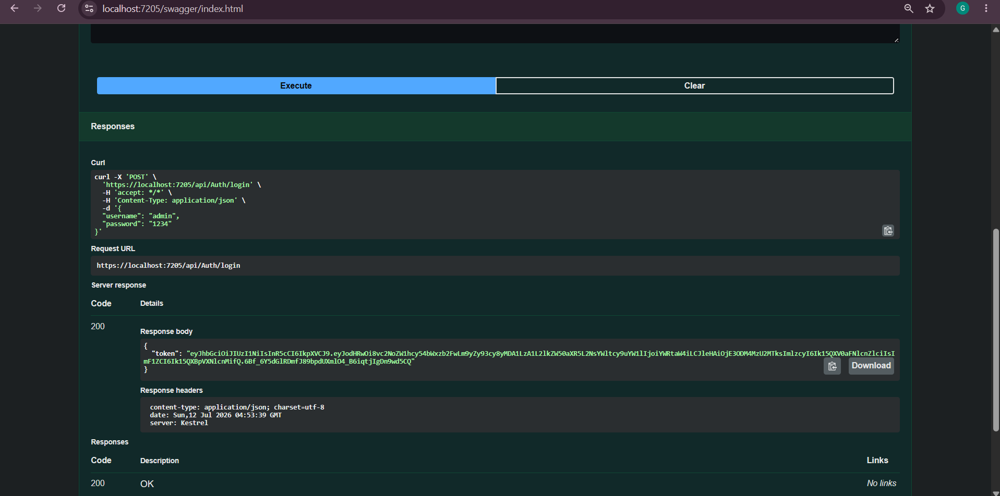 localhost:7205/swagger/index.html
G
Execute
Clear
Responses
Curl
curl -X 'POST' \
'https://localhost:7205/api/Auth/login' \
-H 'accept: */*' \
-H 'Content-Type: application/json' \
-d '{
"username": "admin",
"password": "1234"
}'
Request URL
https://localhost:7205/api/Auth/login
Server response
Code Details
200
Response body
{
"token": "eyJhbGciOiJIUzI1NiIsInR5cCI6IkpXVCJ9.eyJodHRwOi8vc2NoZW1hcy54bWxzb2FwLm9yZy93cy8yMDA1LzA1L2lkZW50aXR5L2NsYWltcy9uYW1lIjoiYWRtaW4iLCJleHAiOjE3ODM4MzU2MTksImlzcyI6Ik15QXV0aFNlcnZlciIsI
mF1ZCI6Ik15QXBpVXNlcnMifQ.6Bf_6Y5dGlRDmfJ89bpdUXmlO4_B6iqtjIgDn9wd5CQ"
}
Download
Response headers
content-type: application/json; charset=utf-8
date: Sun,12 Jul 2026 04:53:39 GMT
server: Kestrel
Responses
Code Description Links
200 OK No links